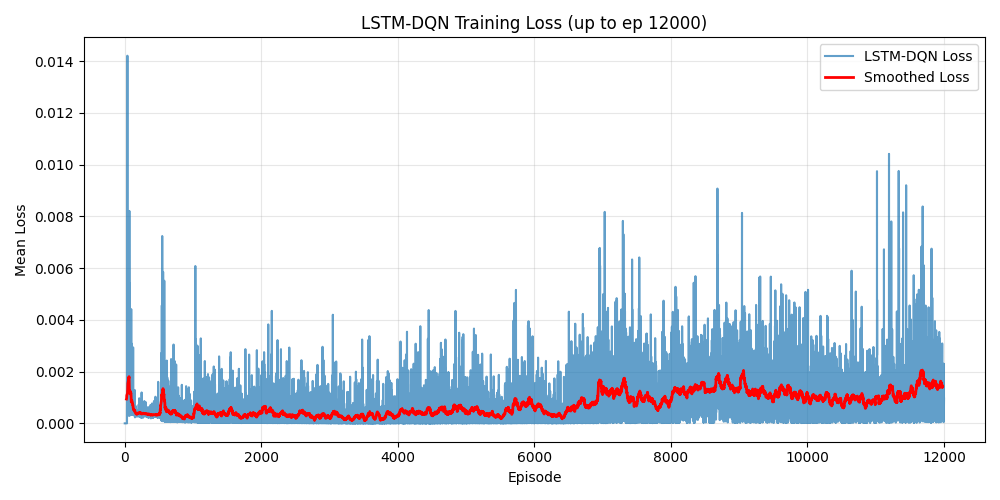 LSTM-DQN Training Loss (up to ep 12000)
LSTM-DQN Loss
Smoothed Loss
Mean Loss
0.014
0.012
0.010
0.008
0.006
0.004
0.002
0.000
0 2000 4000 6000 8000 10000 12000
Episode